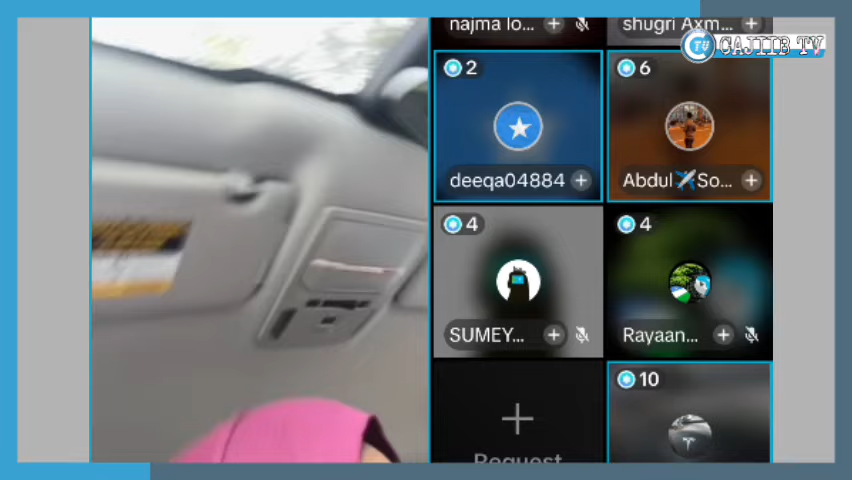 najma lo...
shugri Axm...
CAJIIB TV
2
6
deeqa04884
Abdul✈️So...
4
4
SUMEY...
Rayaan...
10
Request